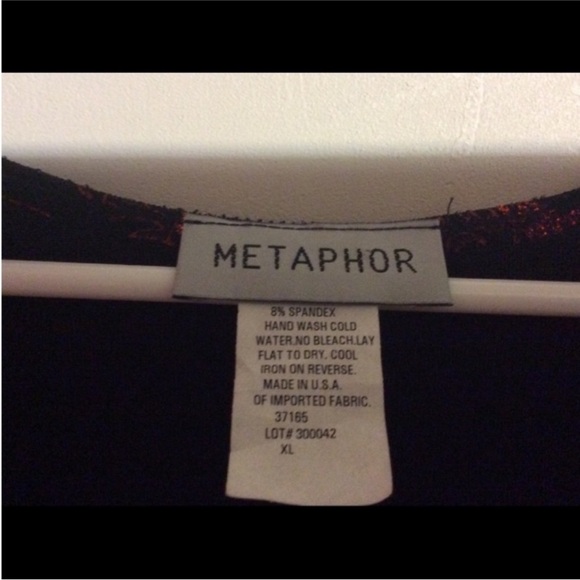 METAPHOR
8% SPANDEX
HAND WASH COLD
WATER.NO BLEACH.LAY
FLAT TO DRY. COOL
IRON ON REVERSE.
MADE IN U.S.A.
OF IMPORTED FABRIC.
37165
LOT# 300042
XL